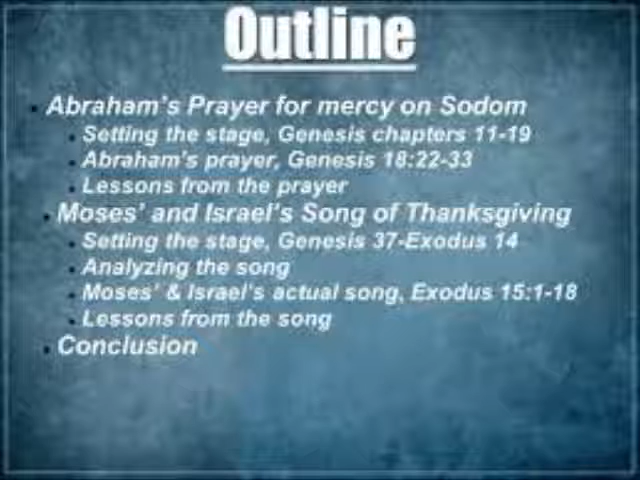 Outline
Abraham's Prayer for mercy on Sodom
Setting the stage, Genesis chapters 11-19
Abraham's prayer, Genesis 18:22-33
Lessons from the prayer
Moses' and Israel's Song of Thanksgiving
Setting the stage, Genesis 37-Exodus 14
Analyzing the song
Moses' & Israel's actual song, Exodus 15:1-18
Lessons from the song
Conclusion